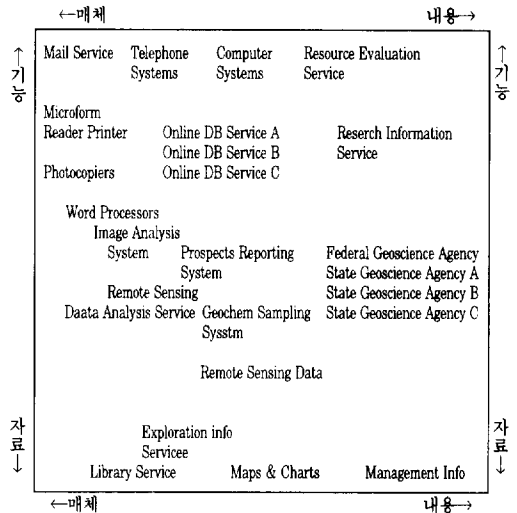 ←매체 내용→
↑기능 ↑기능
Mail Service Telephone Computer Resource Evaluation
Systems Systems Service
Microform
Reader Printer Online DB Service A Reserch Information
Online DB Service B Service
Photocopiers Online DB Service C
Word Processors
Image Analysis
System Prospects Reporting Federal Geoscience Agency
System State Geoscience Agency A
Remote Sensing State Geoscience Agency B
Daata Analysis Service Geochem Sampling State Geoscience Agency C
Sysstm
Remote Sensing Data
자료↓ 자료↓
Exploration info
Servicee
Library Service Maps & Charts Management Info
←매체 내용→